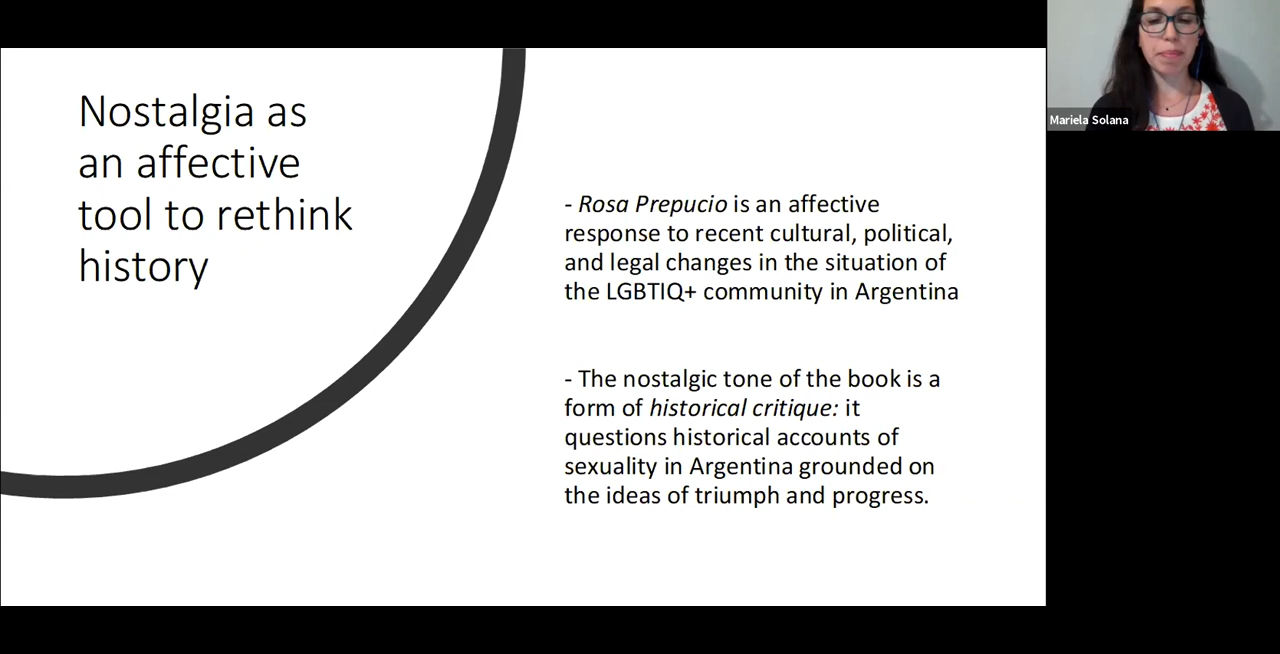 Nostalgia as
an affective
tool to rethink
history
- Rosa Prepucio is an affective
response to recent cultural, political,
and legal changes in the situation of
the LGBTIQ+ community in Argentina
- The nostalgic tone of the book is a
form of historical critique: it
questions historical accounts of
sexuality in Argentina grounded on
the ideas of triumph and progress.
Mariela Solana